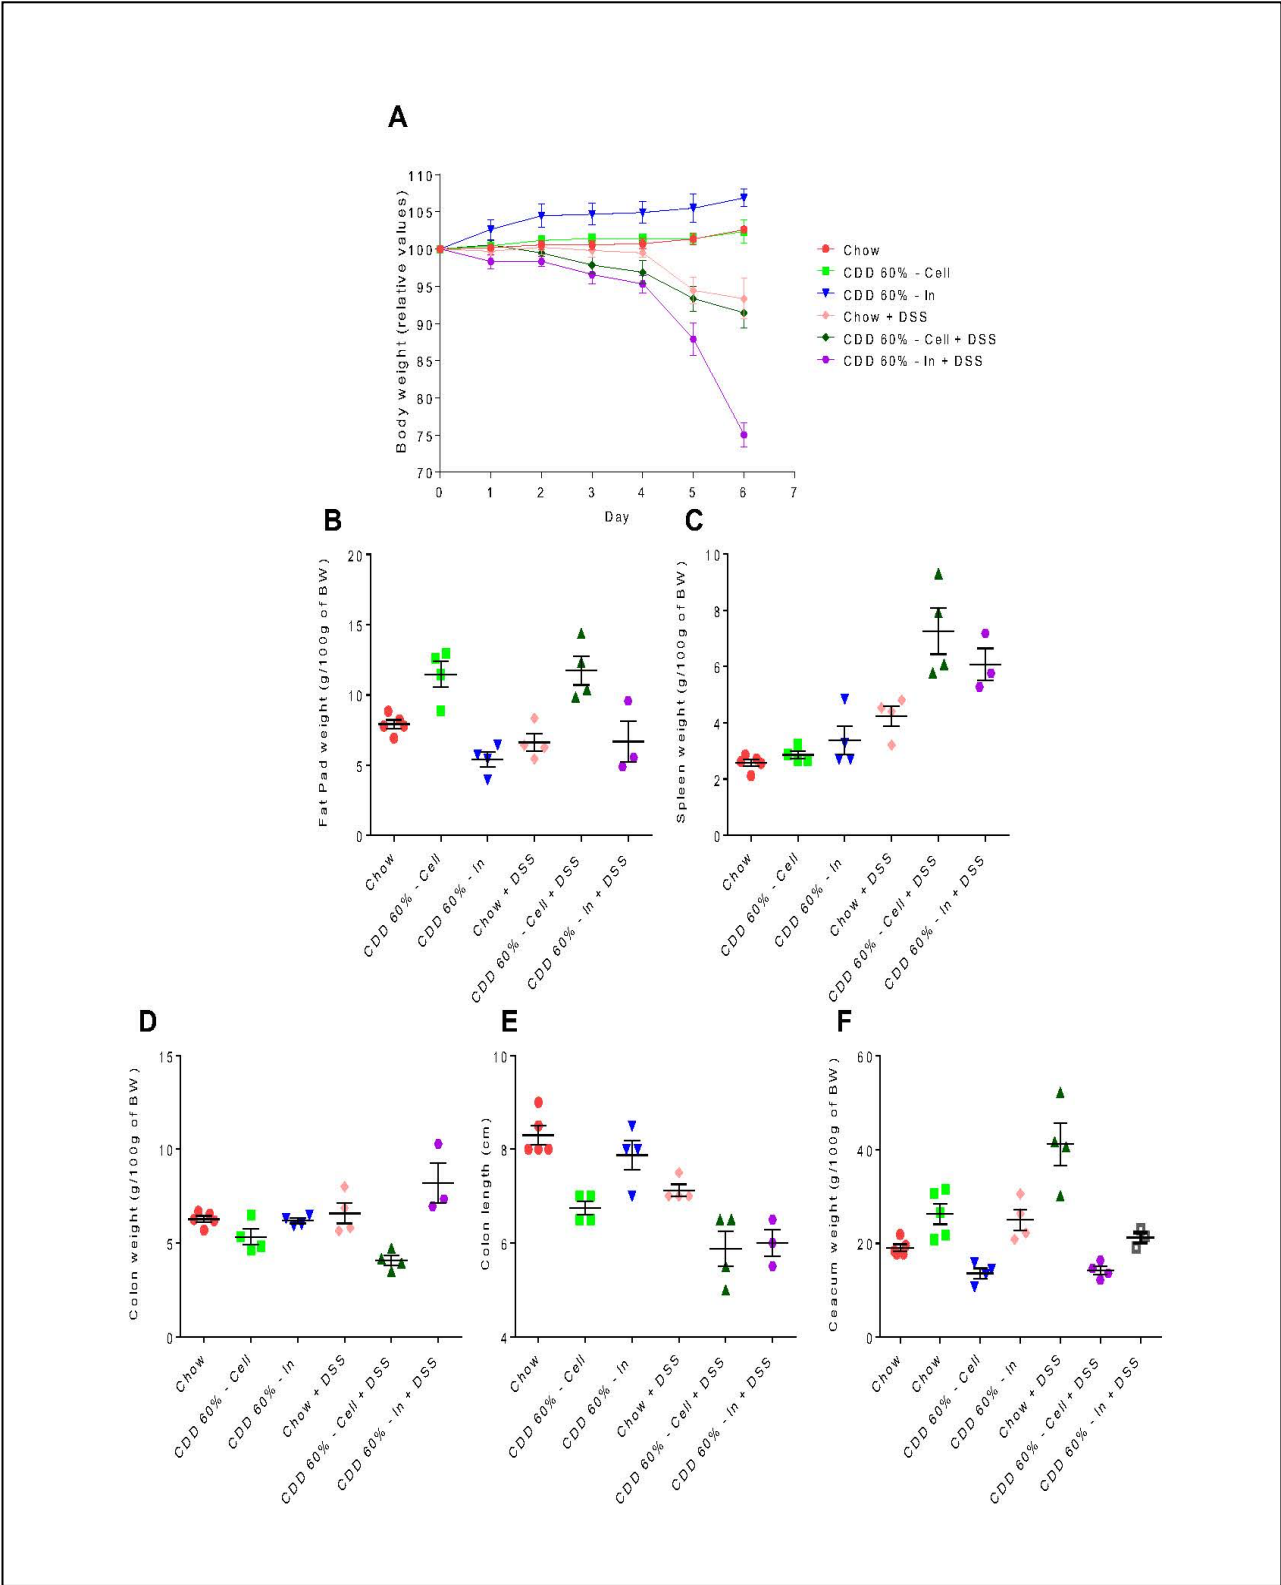 A
Body weight (relative values)
110
105
100
95
90
85
80
75
70
0 1 2 3 4 5 6 7
Day
Chow
CDD 60% - Cell
CDD 60% - In
Chow + DSS
CDD 60% - Cell + DSS
CDD 60% - In + DSS
B
Fat Pad weight (g/100g of BW)
20
15
10
5
0
Chow
CDD 60% - Cell
CDD 60% - In
Chow + DSS
CDD 60% - Cell + DSS
CDD 60% - In + DSS
C
Spleen weight (g/100g of BW)
10
8
6
4
2
0
Chow
CDD 60% - Cell
CDD 60% - In
Chow + DSS
CDD 60% - Cell + DSS
CDD 60% - In + DSS
D
Colon weight (g/100g of BW)
15
10
5
0
Chow
CDD 60% - Cell
CDD 60% - In
Chow + DSS
CDD 60% - Cell + DSS
CDD 60% - In + DSS
E
Colon length (cm)
10
8
6
4
Chow
CDD 60% - Cell
CDD 60% - In
Chow + DSS
CDD 60% - Cell + DSS
CDD 60% - In + DSS
F
Ceacum weight (g/100g of BW)
60
40
20
0
Chow
Chow
CDD 60% - Cell
CDD 60% - In
Chow + DSS
CDD 60% - Cell + DSS
CDD 60% - In + DSS